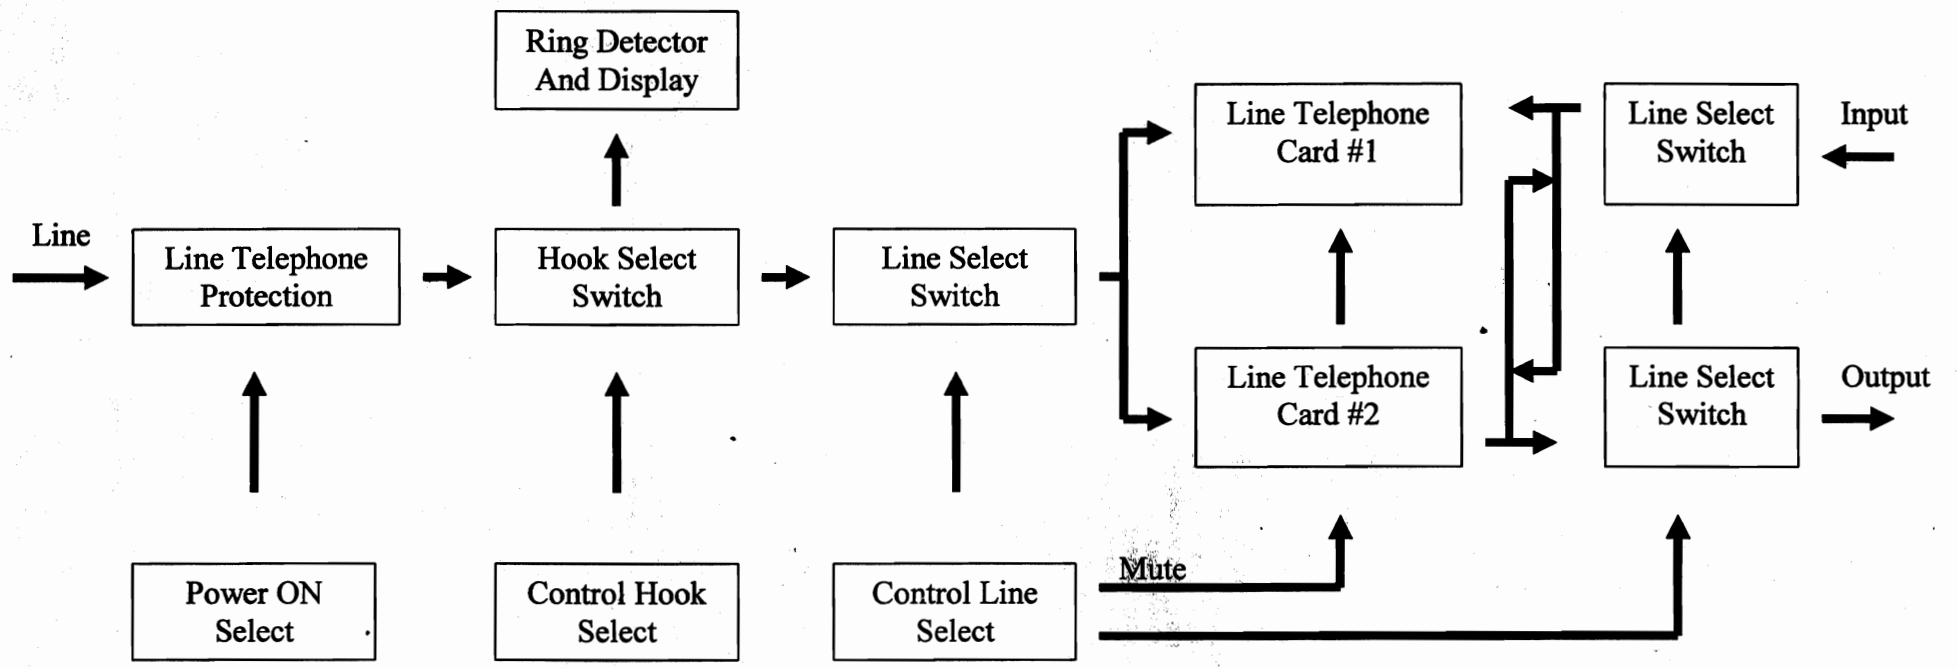 Ring Detector
And Display
Line Telephone
Card #1
Line Select
Switch
Input
Line
Line Telephone
Protection
Hook Select
Switch
Line Select
Switch
Line Telephone
Card #2
Line Select
Switch
Output
Power ON
Select
Control Hook
Select
Control Line
Select
Mute